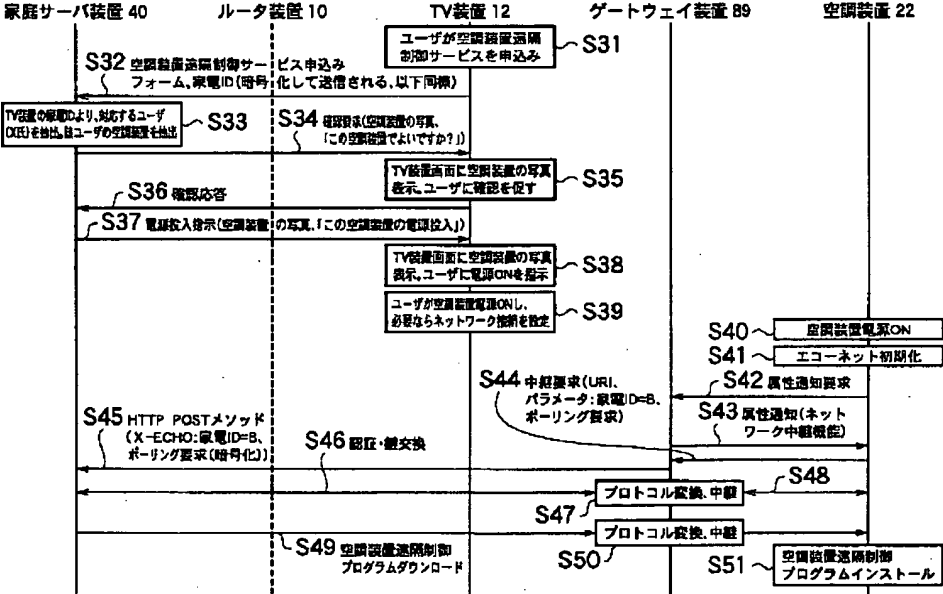 家庭サーバ装置40 ルータ装置10 TV装置12 ゲートウェイ装置89 空調装置22
ユーザが空調装置遠隔
制御サービスを申込み
S31
S32 空調装置遠隔制御サービス申込み
フォーム、家電ID(暗号化して送信される、以下同様)
TV装置の家電IDより、対応するユーザ
(X氏)を抽出。該ユーザの空調装置を抽出
S33
S34 確認要求(空調装置の写真、
「この空調装置でよいですか?」)
TV装置画面に空調装置の写真
表示。ユーザに確認を促す
S35
S36 確認応答
S37 電源投入指示(空調装置の写真、「この空調装置の電源投入」)
TV装置画面に空調装置の写真
表示、ユーザに電源ONを指示
S38
ユーザが空調装置電源ONし、
必要ならネットワーク接続を設定
S39
S40 空調装置電源ON
S41 エコーネット初期化
S42 属性通知要求
S43 属性通知(ネット
ワーク中継機能)
S44 中継要求(URI、
パラメータ:家電ID=B、
ポーリング要求)
S45 HTTP POSTメソッド
(X-ECHO:家電ID=B、
ポーリング要求(暗号化))
S46 認証・鍵交換
プロトコル変換、中継
S47
S48
S49 空調装置遠隔制御
プログラムダウンロード
プロトコル変換、中継
S50
S51 空調装置遠隔制御
プログラムインストール